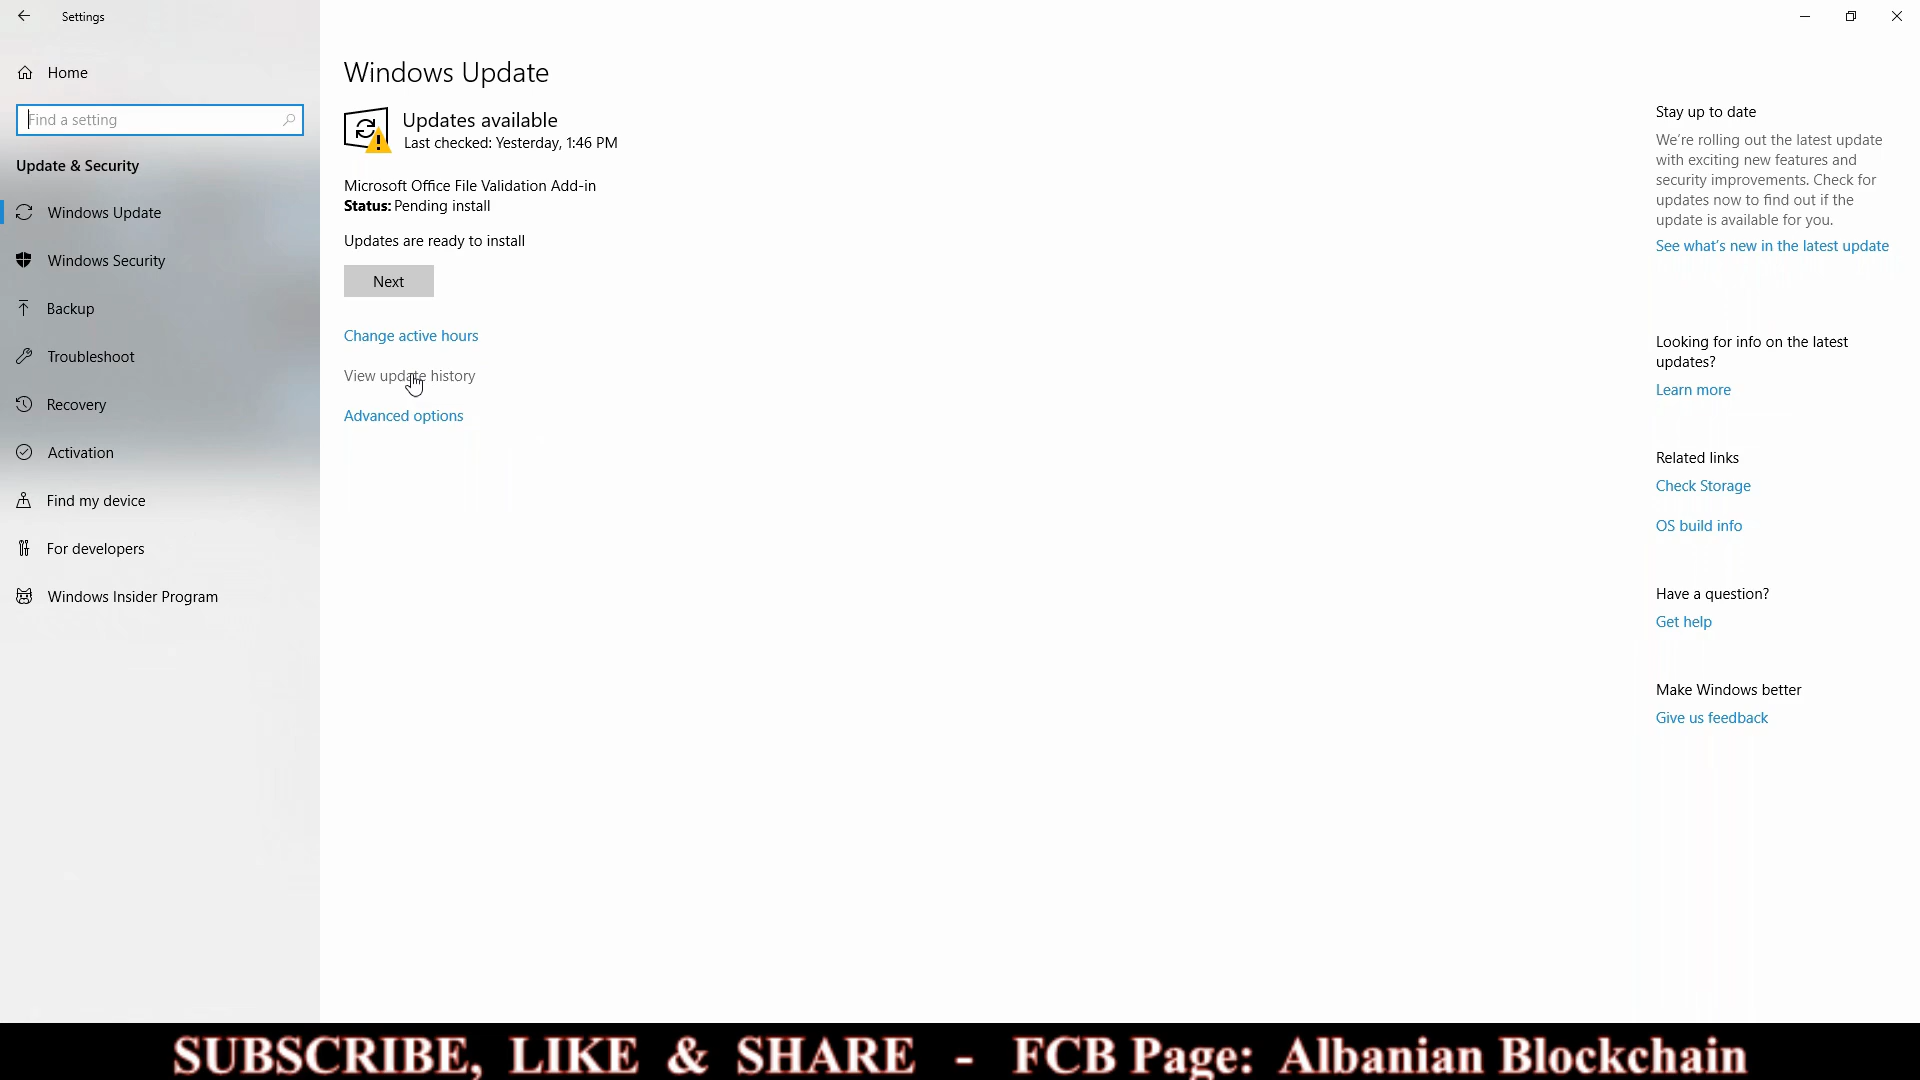 Settings
Home
Find a setting
Update & Security
Windows Update
Windows Security
Backup
Troubleshoot
Recovery
Activation
Find my device
For developers
Windows Insider Program
Windows Update
Updates available
Last checked: Yesterday, 1:46 PM
Microsoft Office File Validation Add-in
Status: Pending install
Updates are ready to install
Next
Change active hours
View update history
Advanced options
Stay up to date
We're rolling out the latest update
with exciting new features and
security improvements. Check for
updates now to find out if the
update is available for you.
See what's new in the latest update
Looking for info on the latest
updates?
Learn more
Related links
Check Storage
OS build info
Have a question?
Get help
Make Windows better
Give us feedback
SUBSCRIBE, LIKE & SHARE - FCB Page: Albanian Blockchain